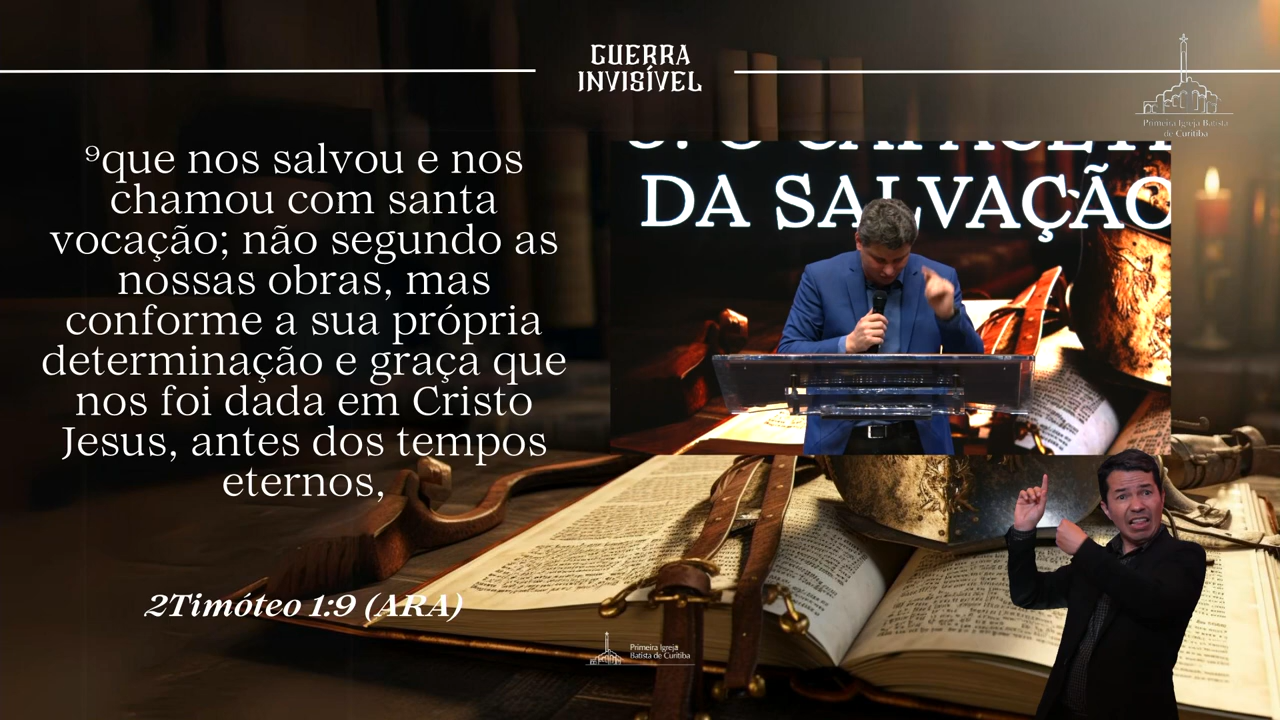 GUERRA
INVISÍVEL
Primeira Igreja Batista
de Curitiba
⁹que nos salvou e nos
chamou com santa
vocação; não segundo as
nossas obras, mas
conforme a sua própria
determinação e graça que
nos foi dada em Cristo
Jesus, antes dos tempos
eternos,
2Timóteo 1:9 (ARA)
DA SALVAÇÃO
Primeira Igreja
Batista de Curitiba